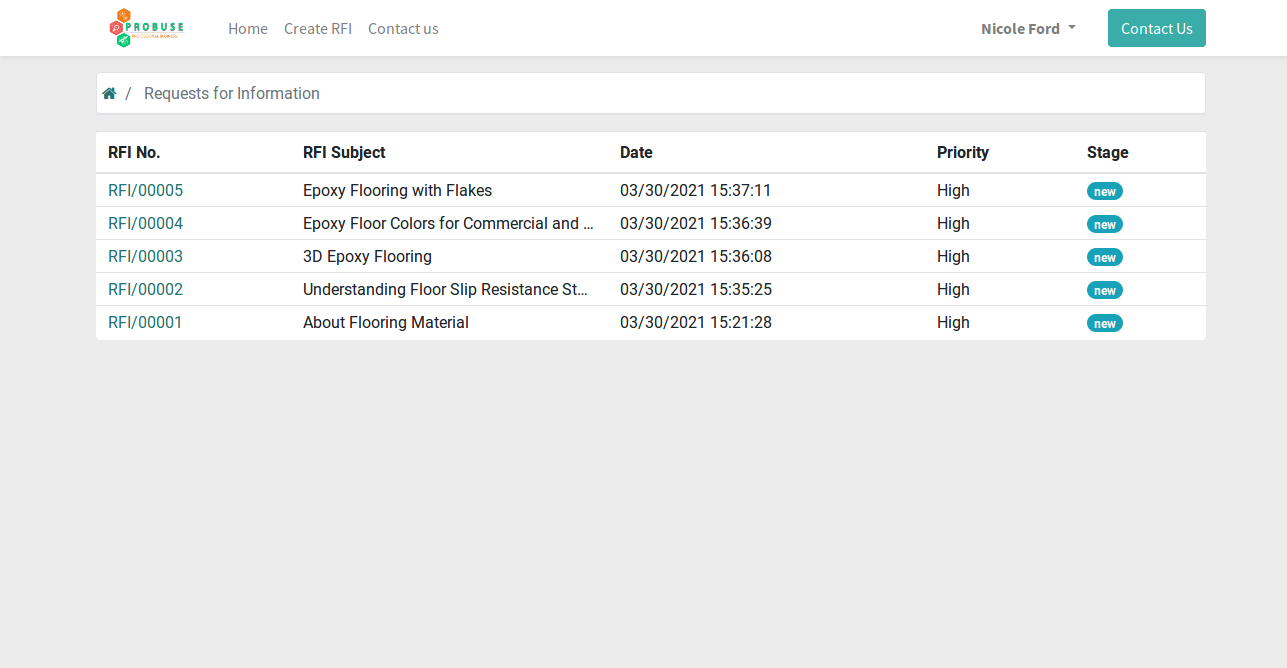 PROBUSE
PROFESSIONAL BUSINESS
Home Create RFI Contact us Nicole Ford Contact Us
/ Requests for Information
RFI No. RFI Subject Date Priority Stage
RFI/00005 Epoxy Flooring with Flakes 03/30/2021 15:37:11 High new
RFI/00004 Epoxy Floor Colors for Commercial and ... 03/30/2021 15:36:39 High new
RFI/00003 3D Epoxy Flooring 03/30/2021 15:36:08 High new
RFI/00002 Understanding Floor Slip Resistance St... 03/30/2021 15:35:25 High new
RFI/00001 About Flooring Material 03/30/2021 15:21:28 High new